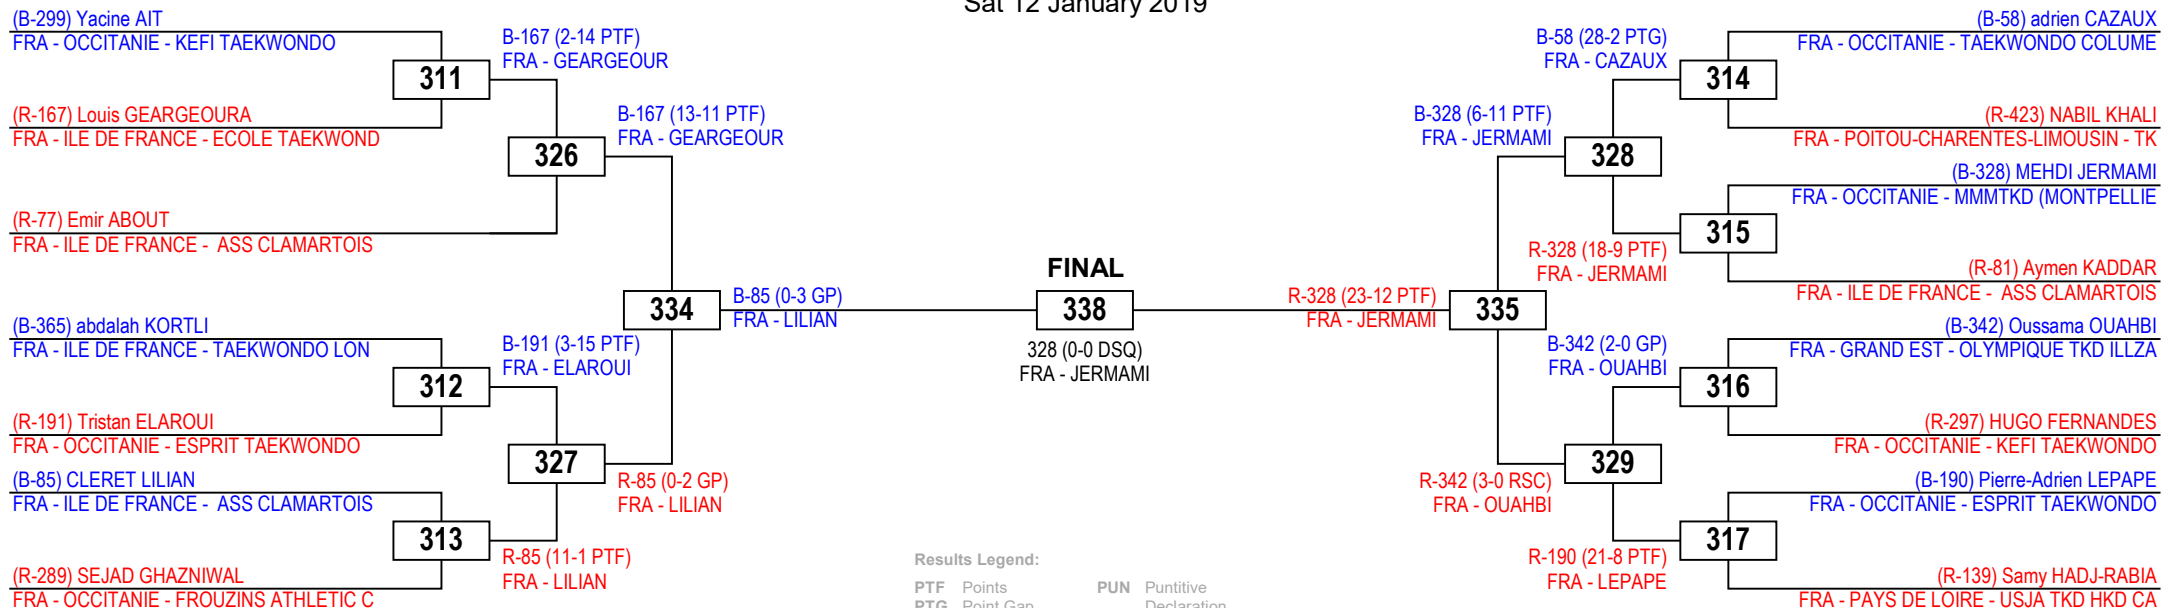 Sat 12 January 2019
(B-299) Yacine AIT
FRA - OCCITANIE - KEFI TAEKWONDO
311
(R-167) Louis GEARGEOURA
FRA - ILE DE FRANCE - ECOLE TAEKWOND
B-167 (2-14 PTF)
FRA - GEARGEOUR
326
(R-77) Emir ABOUT
FRA - ILE DE FRANCE - ASS CLAMARTOIS
B-167 (13-11 PTF)
FRA - GEARGEOUR
334
(B-365) abdalah KORTLI
FRA - ILE DE FRANCE - TAEKWONDO LON
312
(R-191) Tristan ELAROUI
FRA - OCCITANIE - ESPRIT TAEKWONDO
B-191 (3-15 PTF)
FRA - ELAROUI
327
(B-85) CLERET LILIAN
FRA - ILE DE FRANCE - ASS CLAMARTOIS
313
(R-289) SEJAD GHAZNIWAL
FRA - OCCITANIE - FROUZINS ATHLETIC C
R-85 (11-1 PTF)
FRA - LILIAN
R-85 (0-2 GP)
FRA - LILIAN
B-85 (0-3 GP)
FRA - LILIAN
FINAL
338
328 (0-0 DSQ)
FRA - JERMAMI
R-328 (23-12 PTF)
FRA - JERMAMI
335
B-328 (6-11 PTF)
FRA - JERMAMI
328
B-58 (28-2 PTG)
FRA - CAZAUX
314
(B-58) adrien CAZAUX
FRA - OCCITANIE - TAEKWONDO COLUME
(R-423) NABIL KHALI
FRA - POITOU-CHARENTES-LIMOUSIN - TK
(B-328) MEHDI JERMAMI
FRA - OCCITANIE - MMMTKD (MONTPELLIE
315
R-328 (18-9 PTF)
FRA - JERMAMI
(R-81) Aymen KADDAR
FRA - ILE DE FRANCE - ASS CLAMARTOIS
(B-342) Oussama OUAHBI
FRA - GRAND EST - OLYMPIQUE TKD ILLZA
B-342 (2-0 GP)
FRA - OUAHBI
316
(R-297) HUGO FERNANDES
FRA - OCCITANIE - KEFI TAEKWONDO
329
R-342 (3-0 RSC)
FRA - OUAHBI
(B-190) Pierre-Adrien LEPAPE
FRA - OCCITANIE - ESPRIT TAEKWONDO
317
R-190 (21-8 PTF)
FRA - LEPAPE
(R-139) Samy HADJ-RABIA
FRA - PAYS DE LOIRE - USJA TKD HKD CA
Results Legend:
PTF Points PUN Puntitive
PTG Point Gap Declaration